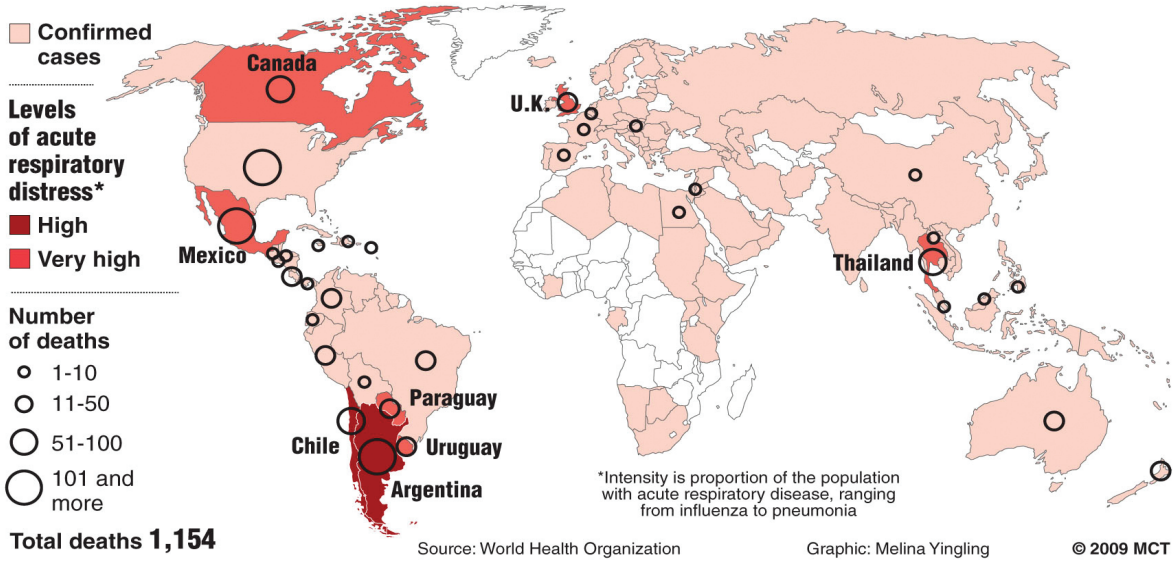 Confirmed
cases
Levels
of acute
respiratory
distress*
High
Very high
Number
of deaths
1-10
11-50
51-100
101 and
more
Total deaths 1,154
Canada
Mexico
U.K.
Thailand
Paraguay
Chile
Uruguay
Argentina
*Intensity is proportion of the population
with acute respiratory disease, ranging
from influenza to pneumonia
Source: World Health Organization
Graphic: Melina Yingling
© 2009 MCT